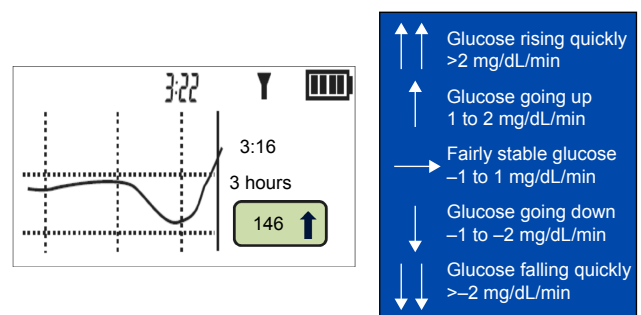 3:22
3:16
3 hours
146
Glucose rising quickly
>2 mg/dL/min
Glucose going up
1 to 2 mg/dL/min
Fairly stable glucose
–1 to 1 mg/dL/min
Glucose going down
–1 to –2 mg/dL/min
Glucose falling quickly
>–2 mg/dL/min